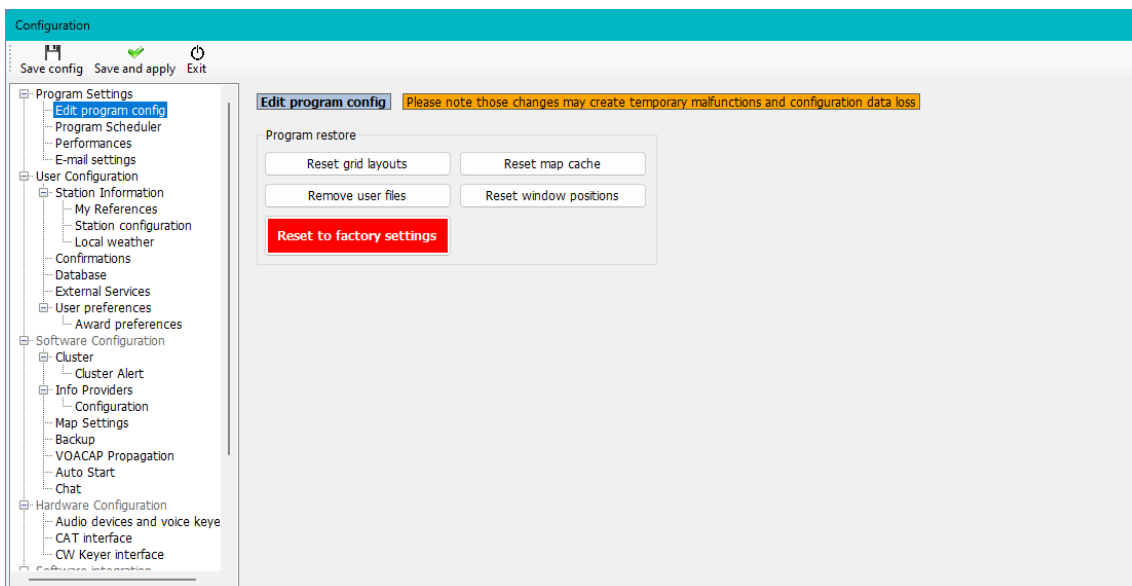 Configuration
Save config Save and apply Exit
Program Settings
Edit program config
Program Scheduler
Performances
E-mail settings
User Configuration
Station Information
My References
Station configuration
Local weather
Confirmations
Database
External Services
User preferences
Award preferences
Software Configuration
Cluster
Cluster Alert
Info Providers
Configuration
Map Settings
Backup
VOACAP Propagation
Auto Start
Chat
Hardware Configuration
Audio devices and voice keye
CAT interface
CW Keyer interface
Software integration
Edit program config Please note those changes may create temporary malfunctions and configuration data loss
Program restore
Reset grid layouts Reset map cache
Remove user files Reset window positions
Reset to factory settings